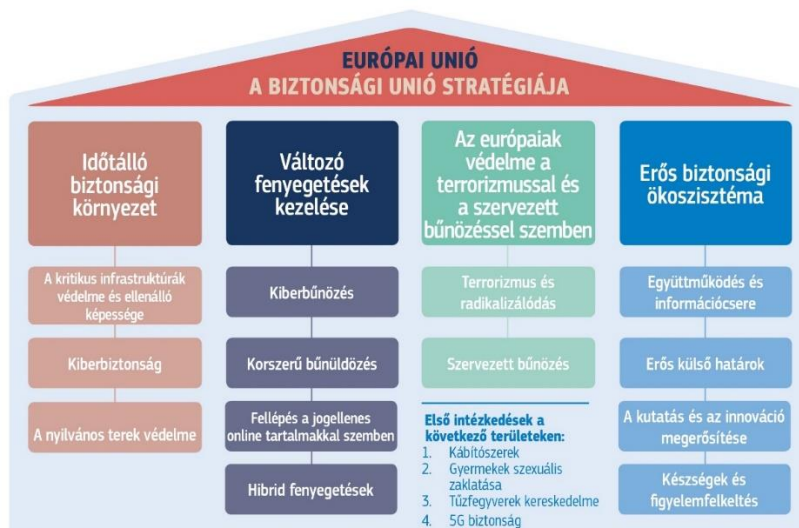 EURÓPAI UNIÓ
A BIZTONSÁGI UNIÓ STRATÉGIÁJA
Időtálló
biztonsági
környezet
A kritikus infrastruktúrák
védelme és ellenálló
képessége
Kiberbiztonság
A nyilvános terek védelme
Változó
fenyegetések
kezelése
Kiberbűnözés
Korszerű bűnüldözés
Fellépés a jogellenes
online tartalmakkal szemben
Hibrid fenyegetések
Az európaiak
védelme a
terrorizmussal és
a szervezett
bűnözéssel szemben
Terrorizmus és
radikalizálódás
Szervezett bűnözés
Első intézkedések a
következő területeken:
1. Kábítószerek
2. Gyermekek szexuális
zaklatása
3. Tűzfegyverek kereskedelme
4. 5G biztonság
Erős biztonsági
ökoszisztéma
Együttműködés és
információcsere
Erős külső határok
A kutatás és az innováció
megerősítése
Készségek és
figyelemfelkeltés